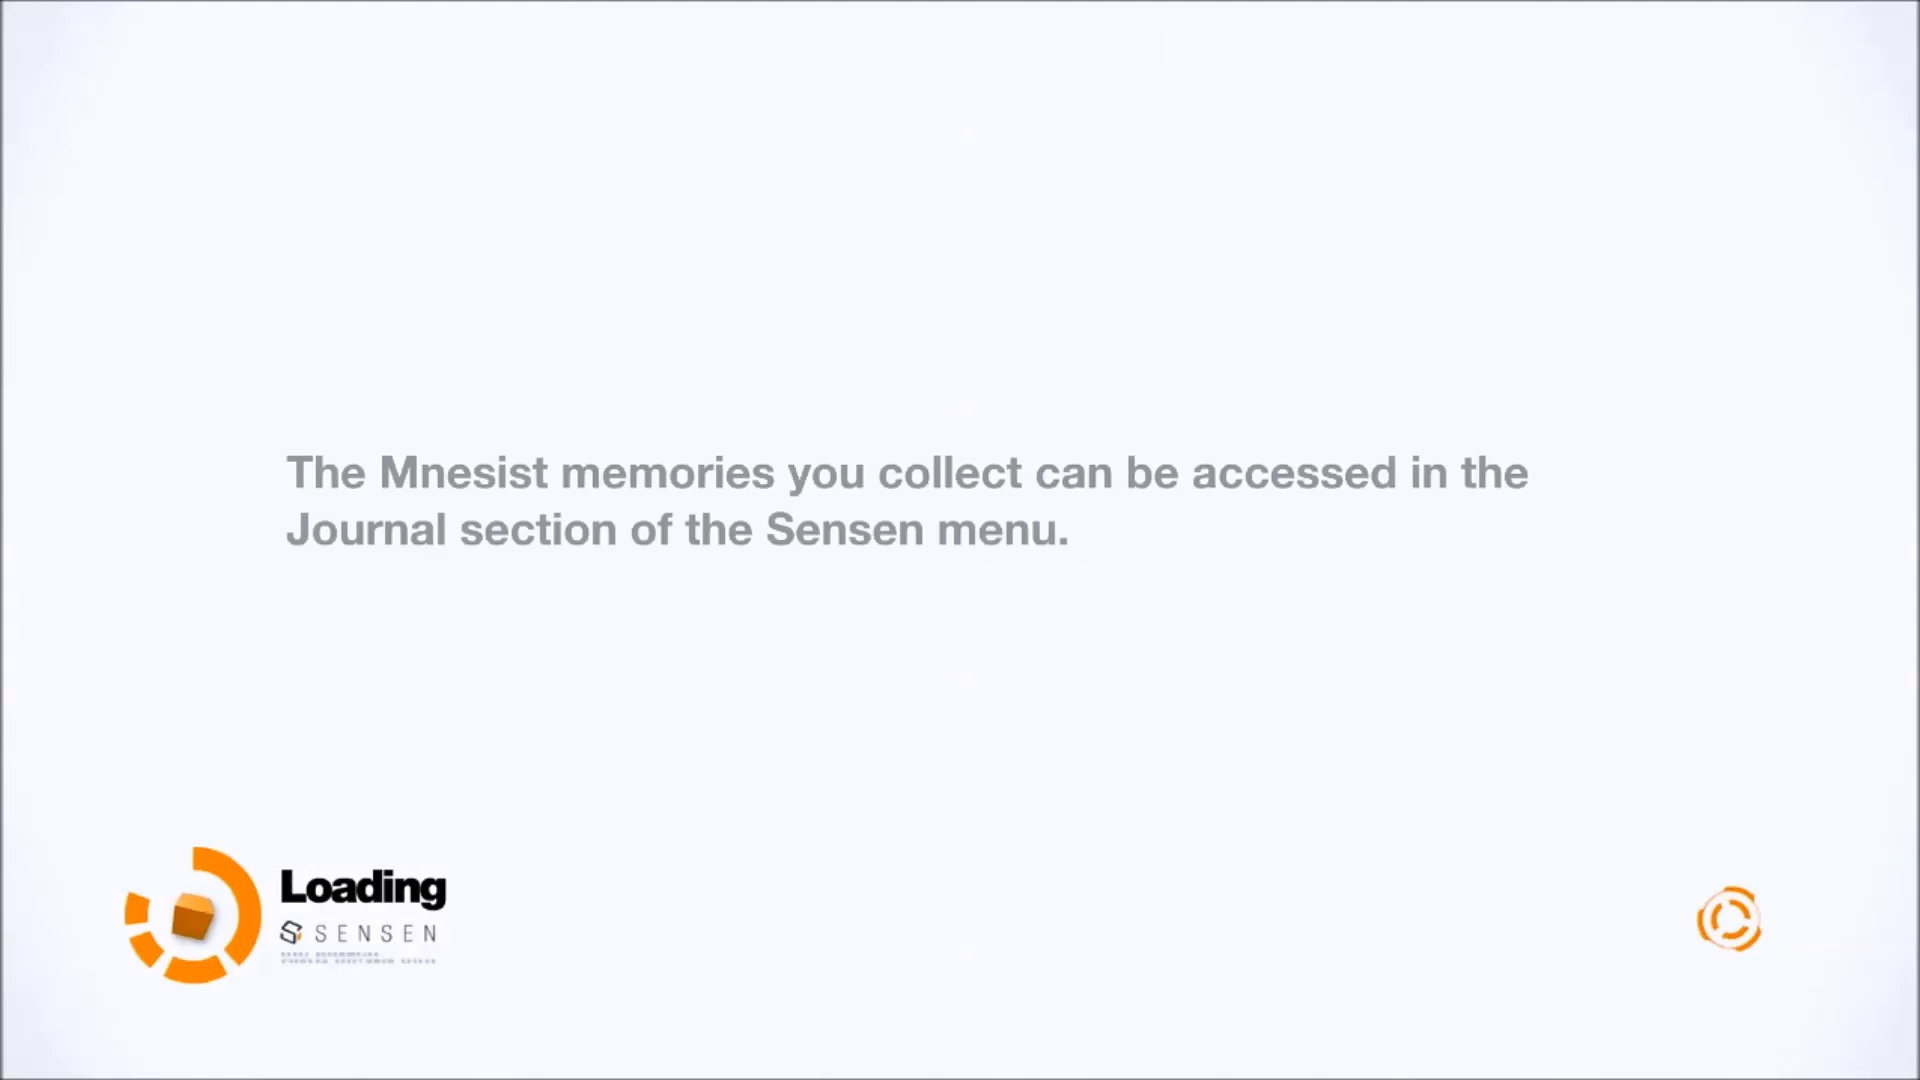 The Mnesist memories you collect can be accessed in the
Journal section of the Sensen menu.
Loading
SENSEN